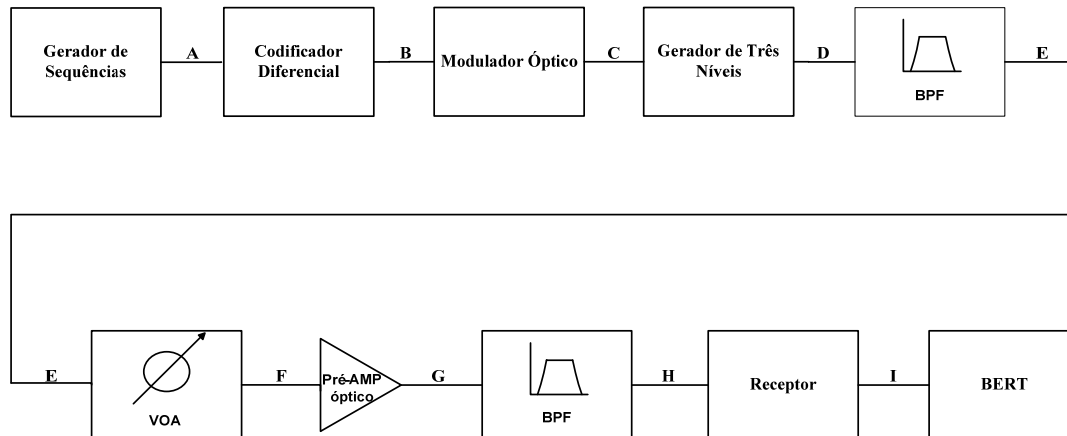 Gerador de
Sequências
A
Codificador
Diferencial
B
Modulador Óptico
C
Gerador de Três
Níveis
D
BPF
E
E
VOA
F
Pré-AMP
óptico
G
BPF
H
Receptor
I
BERT